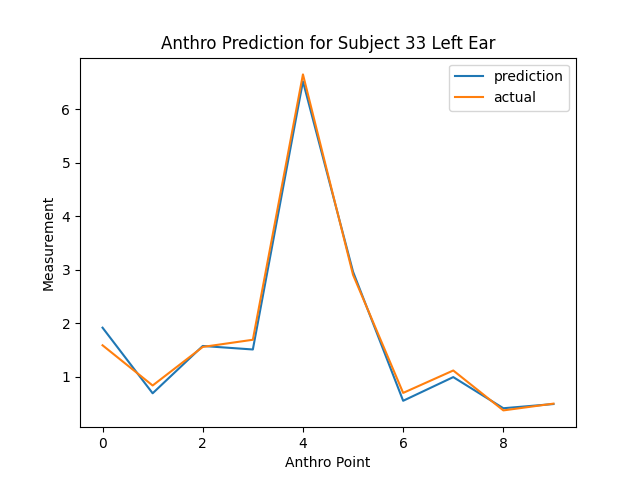 Anthro Prediction for Subject 33 Left Ear
prediction
actual
Measurement
6
5
4
3
2
1
0 2 4 6 8
Anthro Point